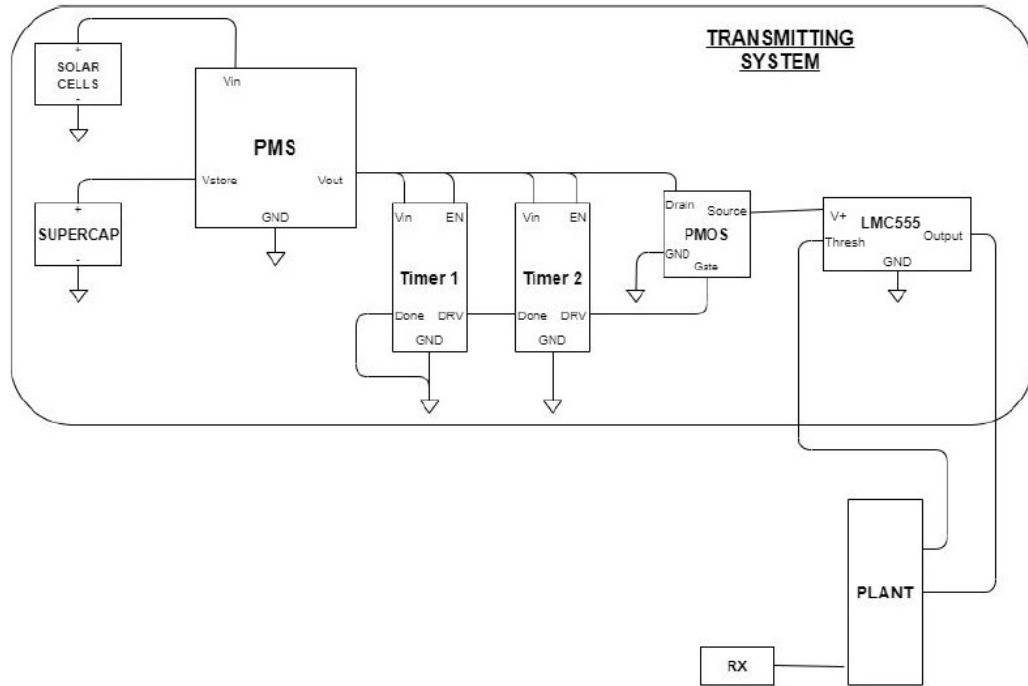 TRANSMITTING
SYSTEM
+
SOLAR
CELLS
-
Vin
PMS
Vstore
Vout
GND
+
SUPERCAP
-
Vin EN
Timer 1
Done DRV
GND
Vin EN
Timer 2
Done DRV
GND
Drain
Source
PMOS
GND
Gate
V+
LMC555
Thresh
Output
GND
PLANT
RX